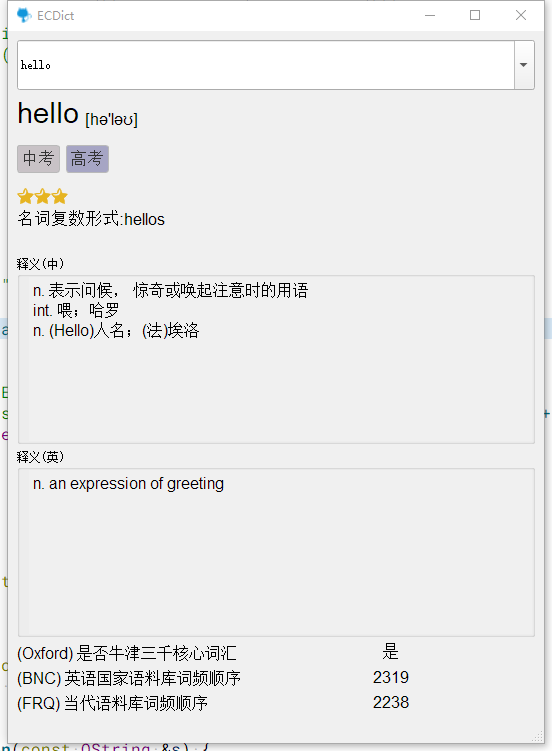 ECDict
hello
hello [hə'ləʊ]
中考 高考
名词复数形式:hellos
释义(中)
n. 表示问候， 惊奇或唤起注意时的用语
int. 喂；哈罗
n. (Hello)人名；(法)埃洛
释义(英)
n. an expression of greeting
(Oxford) 是否牛津三千核心词汇 是
(BNC) 英语国家语料库词频顺序 2319
(FRQ) 当代语料库词频顺序 2238
(const QString &s) {